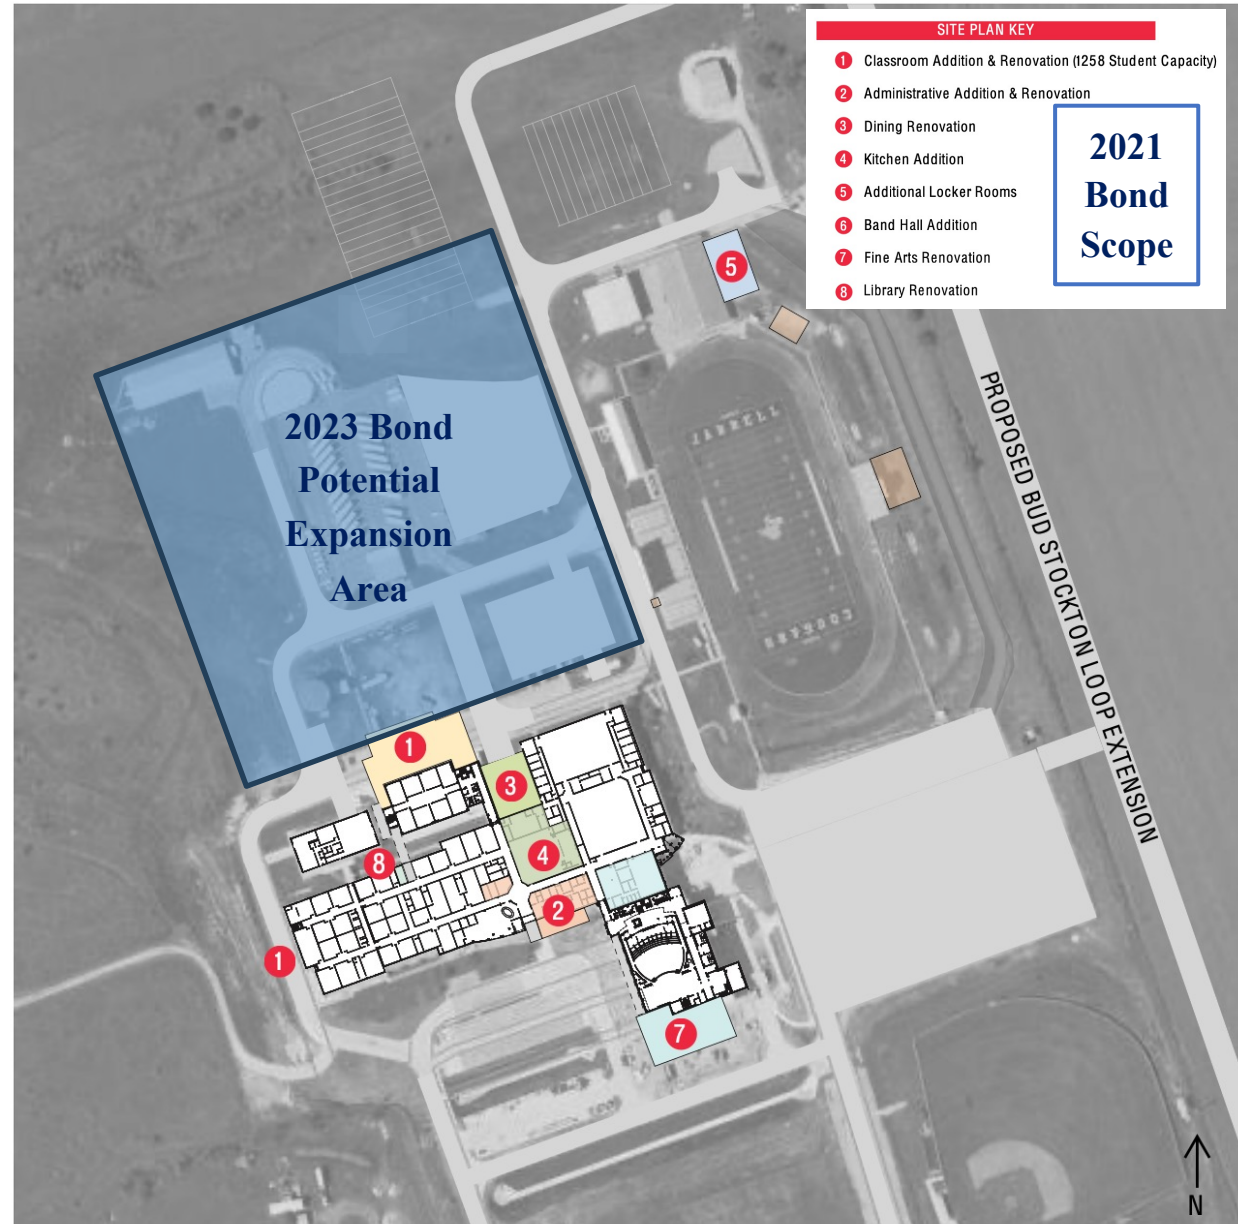 SITE PLAN KEY
1 Classroom Addition & Renovation (1258 Student Capacity)
2 Administrative Addition & Renovation
3 Dining Renovation
4 Kitchen Addition
5 Additional Locker Rooms
6 Band Hall Addition
7 Fine Arts Renovation
8 Library Renovation
2021
Bond
Scope
5
2023 Bond
Potential
Expansion
Area
PROPOSED BUD STOCKTON LOOP EXTENSION
COUGARS
1
3
4
8
2
1
7
N